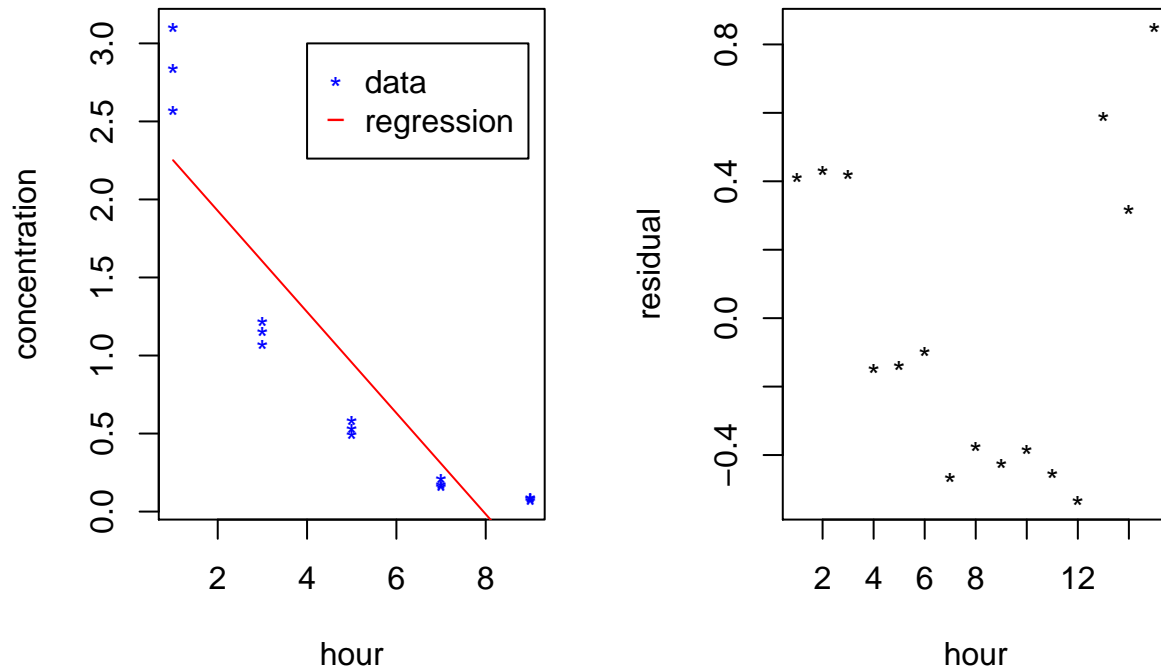 concentration
3.0
2.5
2.0
1.5
1.0
0.5
0.0
* data
– regression
2 4 6 8
hour
residual
0.8
0.4
0.0
−0.4
2 4 6 8 12
hour